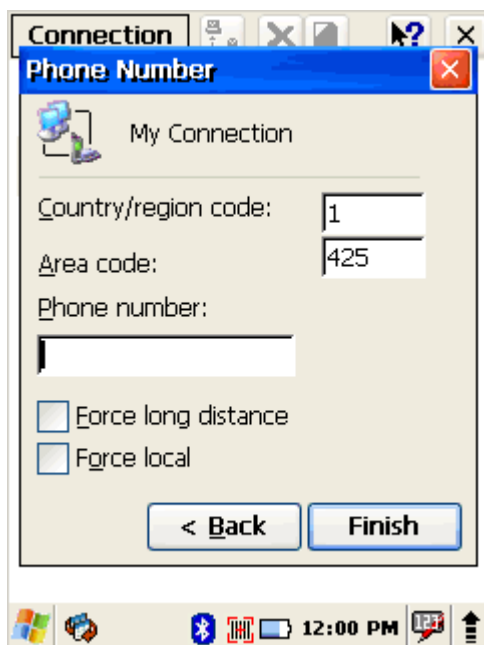 Connection
Phone Number
My Connection
Country/region code: 1
Area code: 425
Phone number:
Force long distance
Force local
< Back Finish
12:00 PM 123